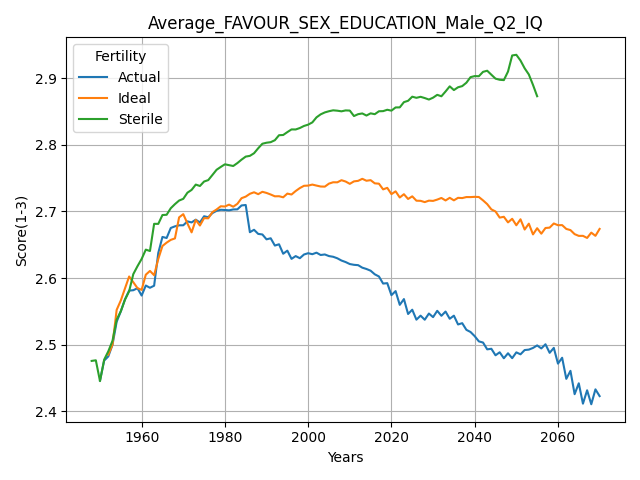 Average_FAVOUR_SEX_EDUCATION_Male_Q2_IQ
Fertility
Actual
Ideal
Sterile
Score(1-3)
2.9
2.8
2.7
2.6
2.5
2.4
1960
1980
2000
2020
2040
2060
Years